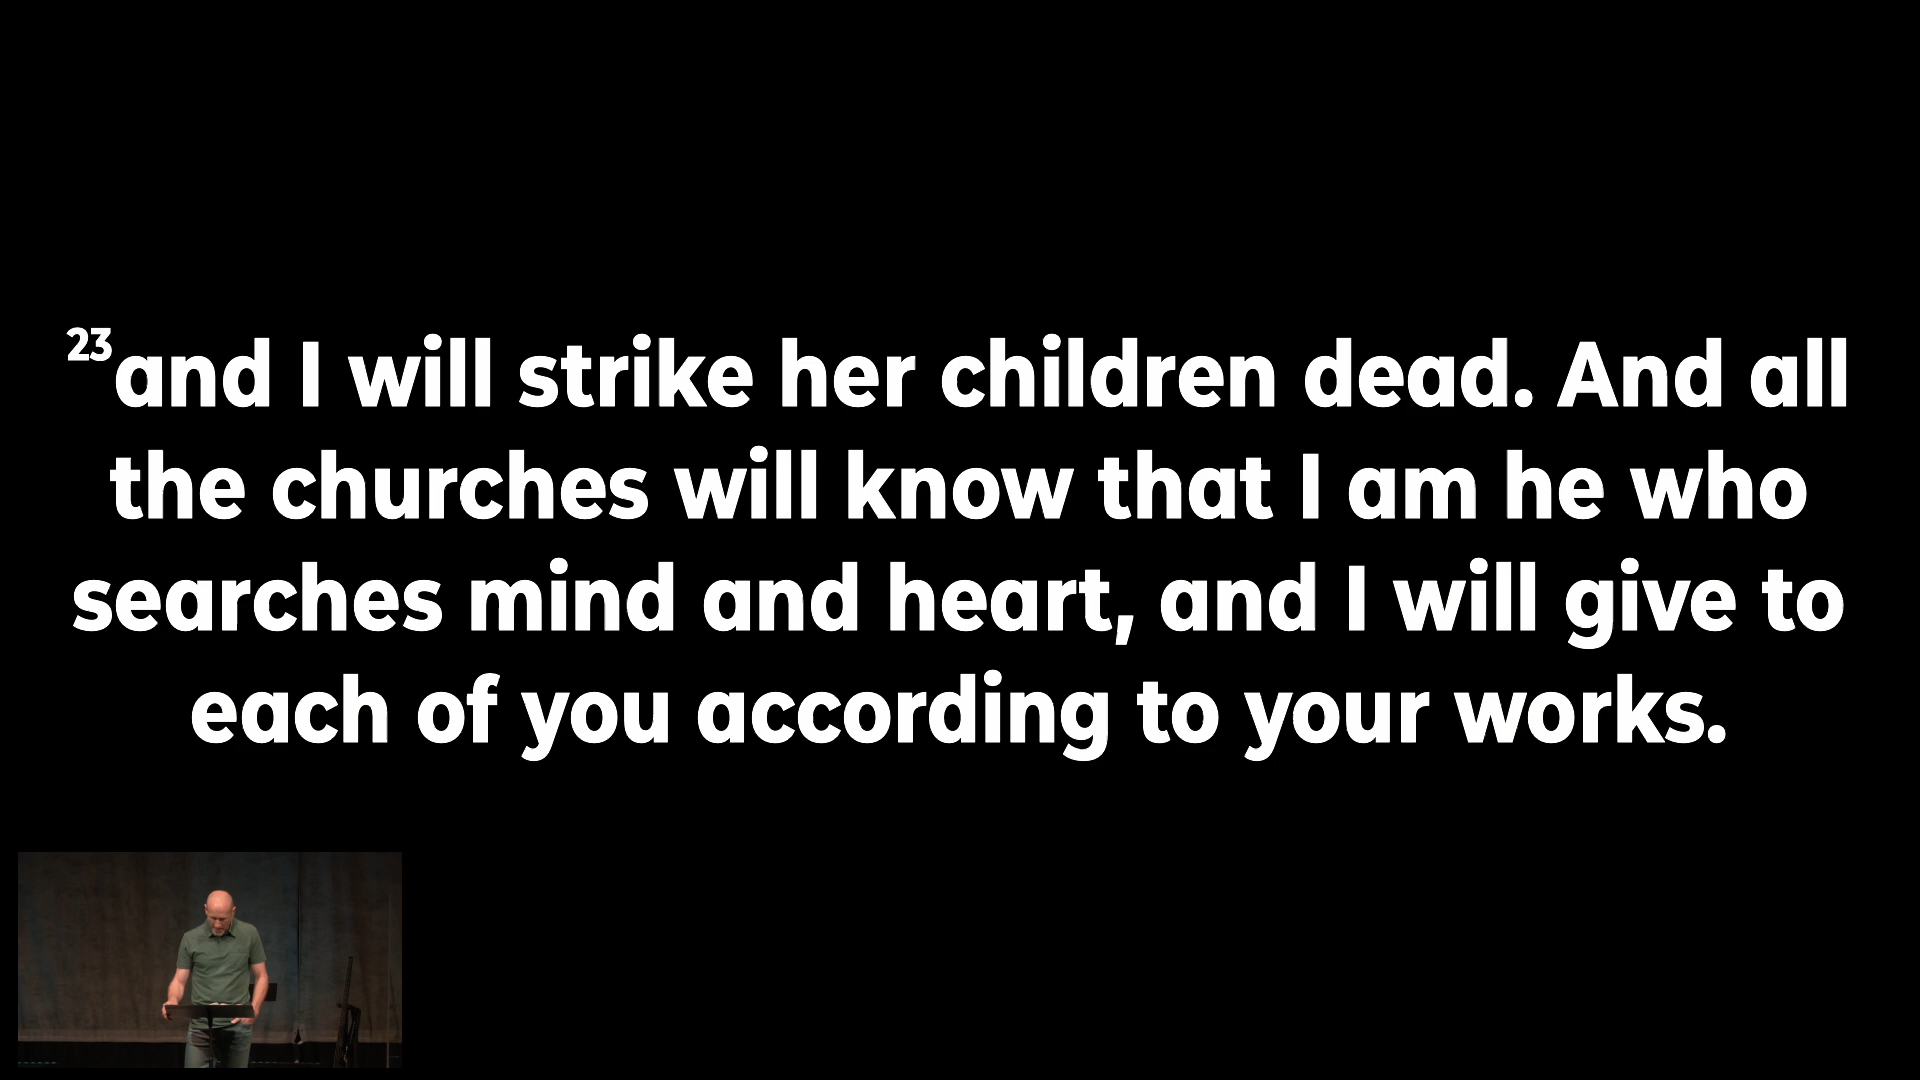 23and I will strike her children dead. And all
the churches will know that I am he who
searches mind and heart, and I will give to
each of you according to your works.